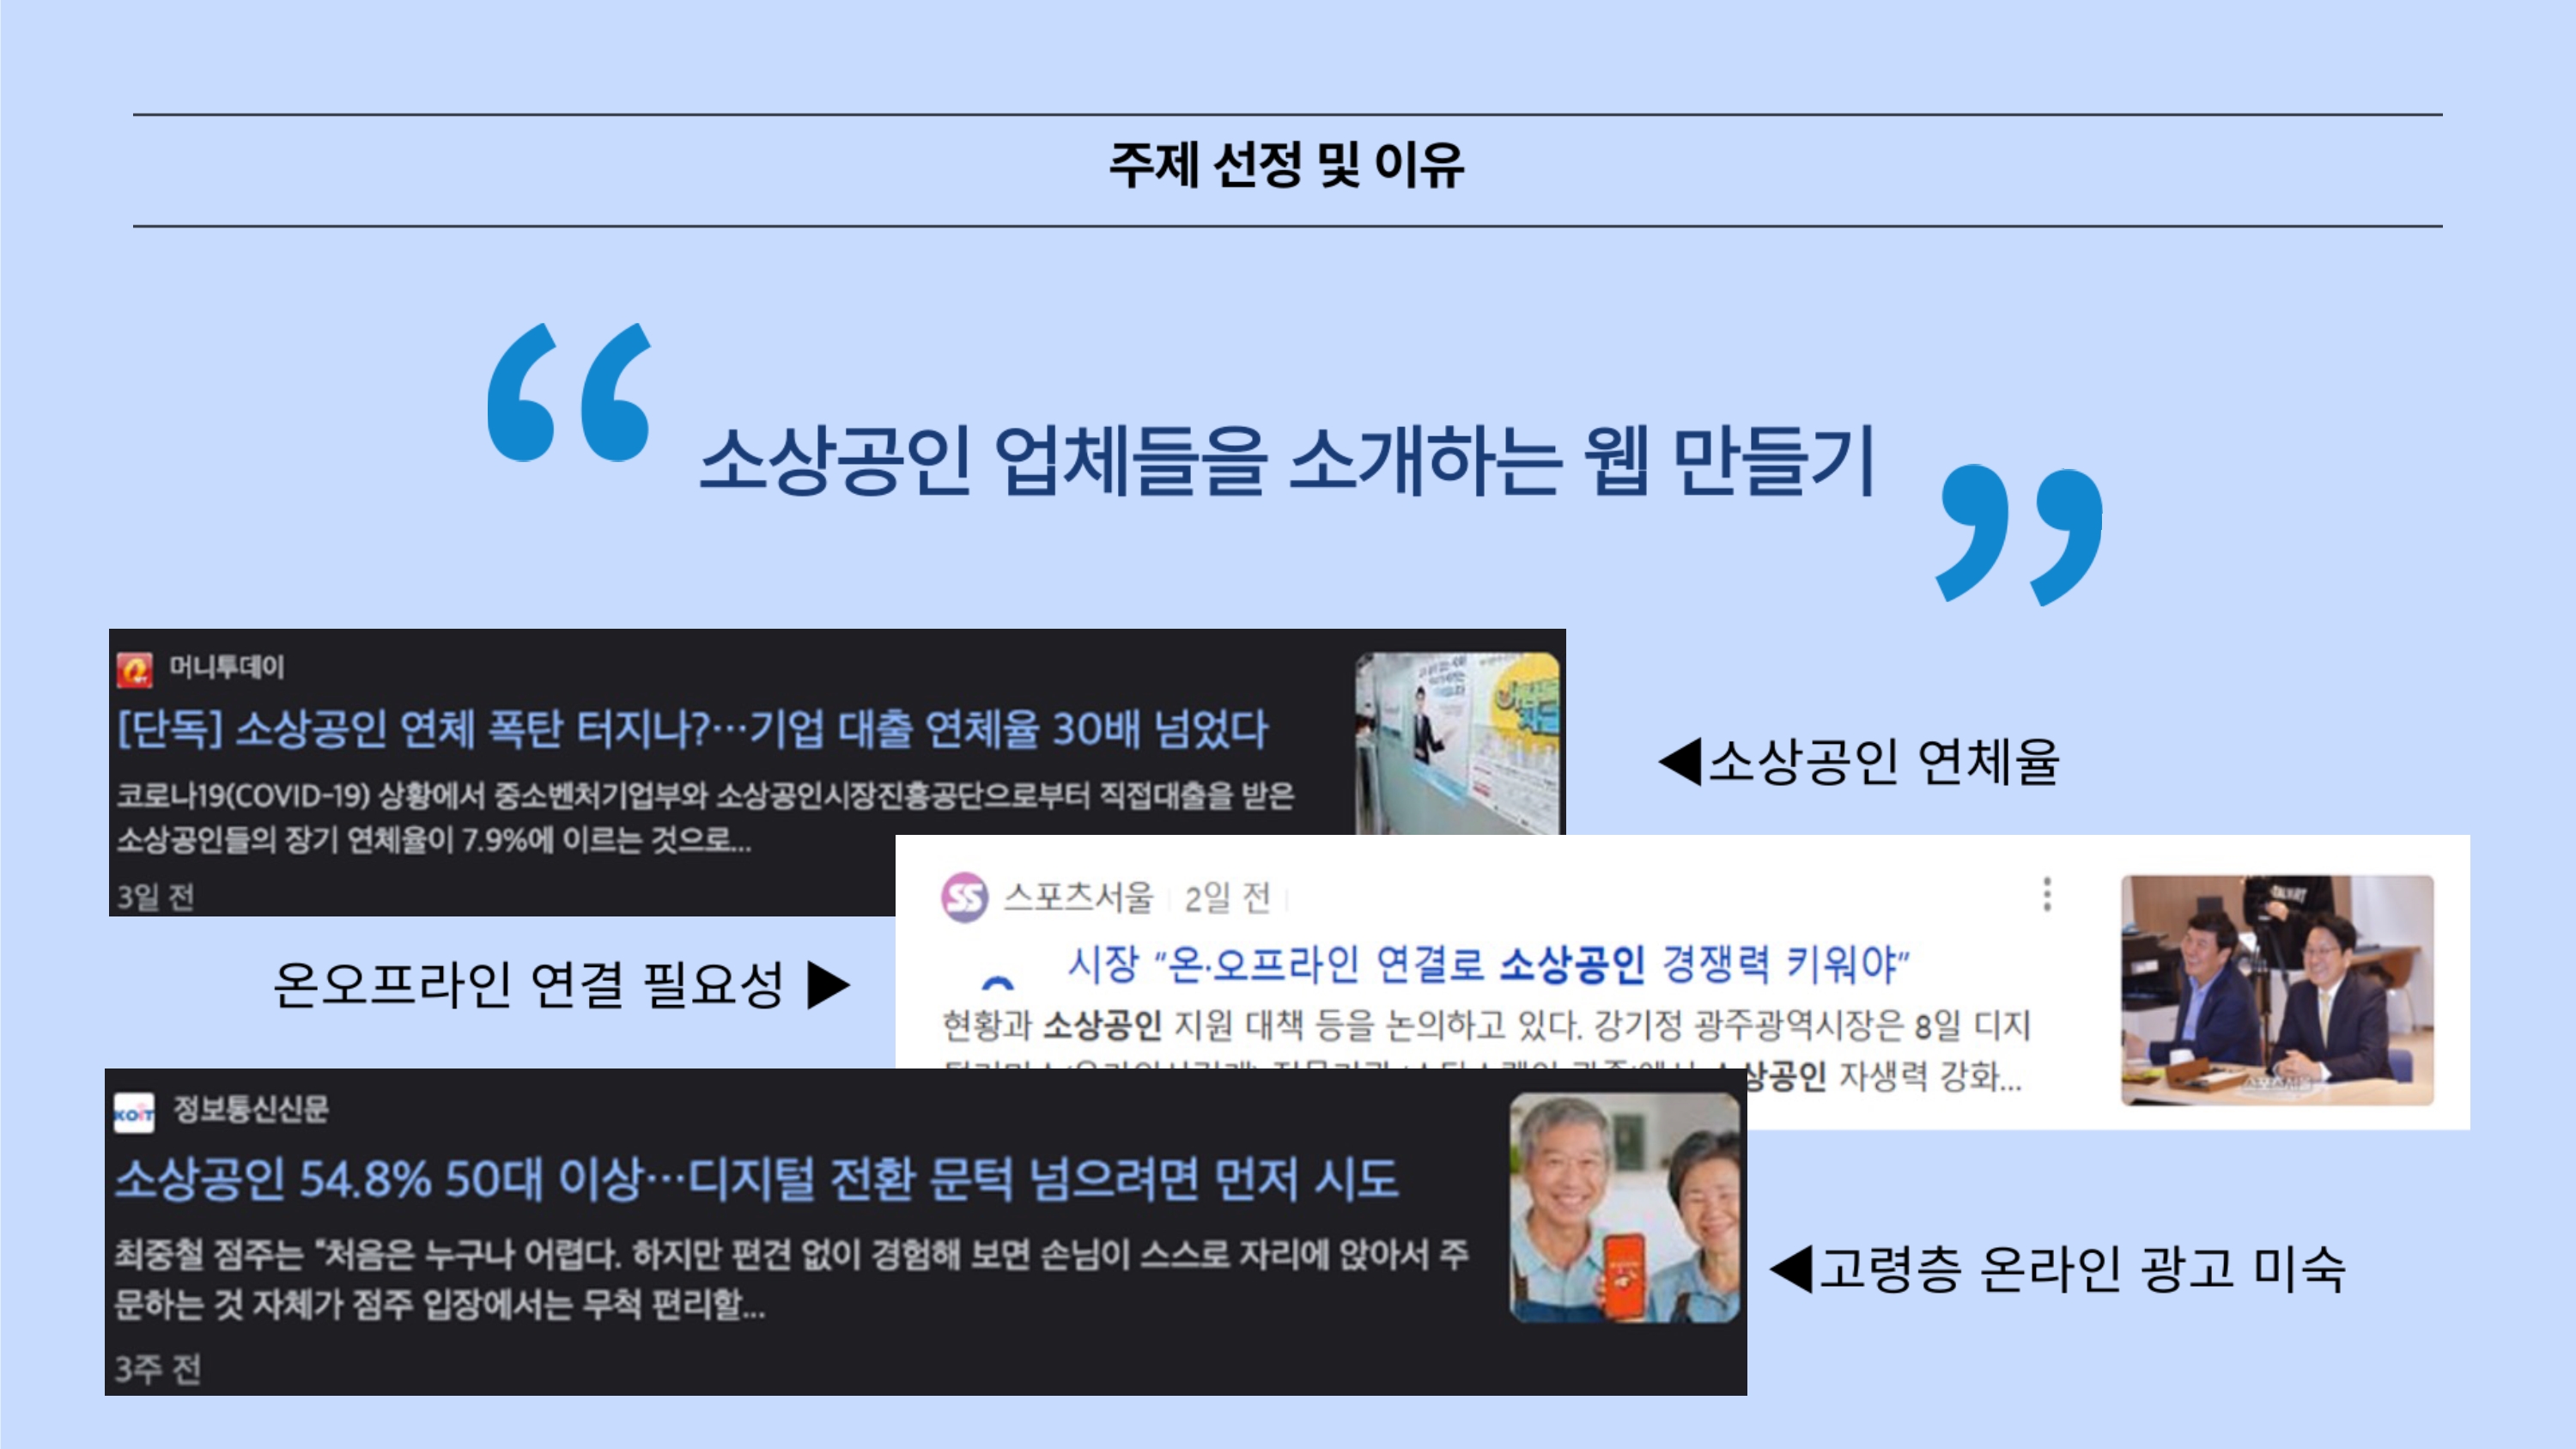 주제 선정 및 이유
“
소상공인 업체들을 소개하는 웹 만들기
”
머니투데이
[단독] 소상공인 연체 폭탄 터지나?…기업 대출 연체율 30배 넘었다
코로나19(COVID-19) 상황에서 중소벤처기업부와 소상공인시장진흥공단으로부터 직접대출을 받은
소상공인들의 장기 연체율이 7.9%에 이르는 것으로...
3일 전
◀소상공인 연체율
스포츠서울 2일 전
시장 “온·오프라인 연결로 소상공인 경쟁력 키워야”
현황과 소상공인 지원 대책 등을 논의하고 있다. 강기정 광주광역시장은 8일 디지
상공인 자생력 강화...
온오프라인 연결 필요성 ▶
KOIT 정보통신신문
소상공인 54.8% 50대 이상…디지털 전환 문턱 넘으려면 먼저 시도
최중철 점주는 “처음은 누구나 어렵다. 하지만 편견 없이 경험해 보면 손님이 스스로 자리에 앉아서 주
문하는 것 자체가 점주 입장에서는 무척 편리할...
3주 전
◀고령층 온라인 광고 미숙